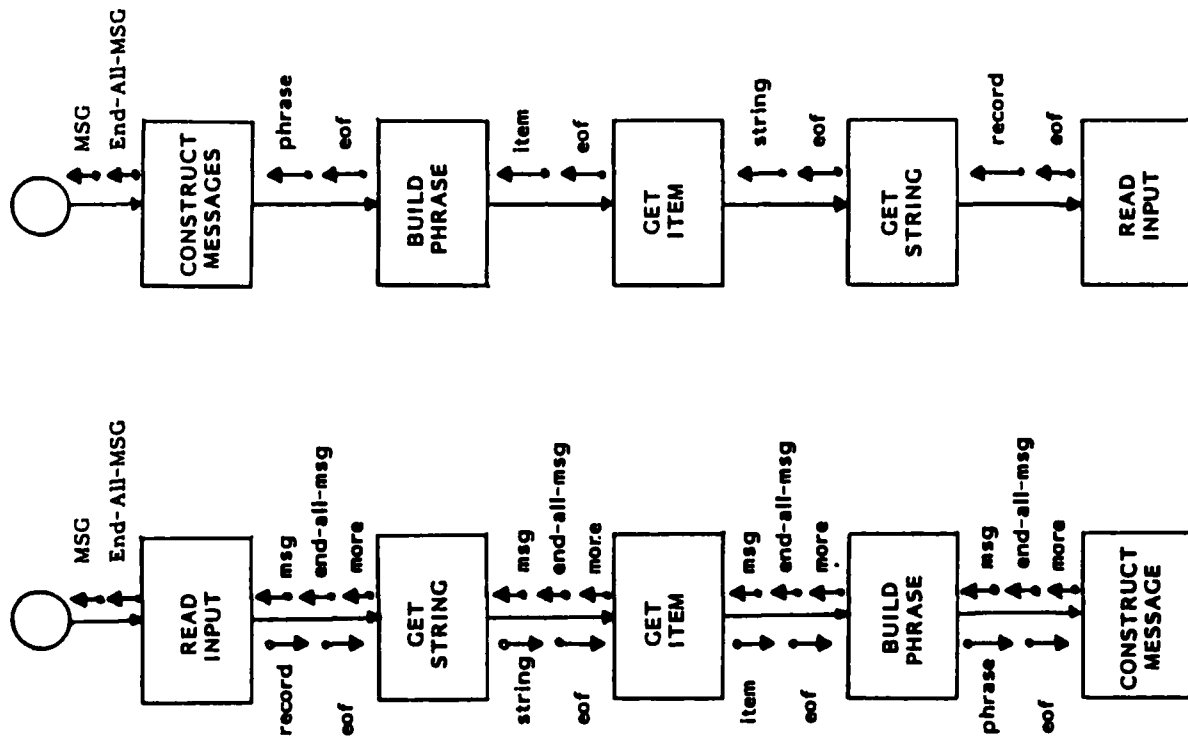 MSG
End-All-MSG
READ
INPUT
record
eof
msg
end-all-msg
more
GET
STRING
string
eof
msg
end-all-msg
more
GET
ITEM
item
eof
msg
end-all-msg
more
BUILD
PHRASE
phrase
eof
msg
end-all-msg
more
CONSTRUCT
MESSAGE
MSG
End-All-MSG
CONSTRUCT
MESSAGES
phrase
eof
BUILD
PHRASE
item
eof
GET
ITEM
string
eof
GET
STRING
record
eof
READ
INPUT